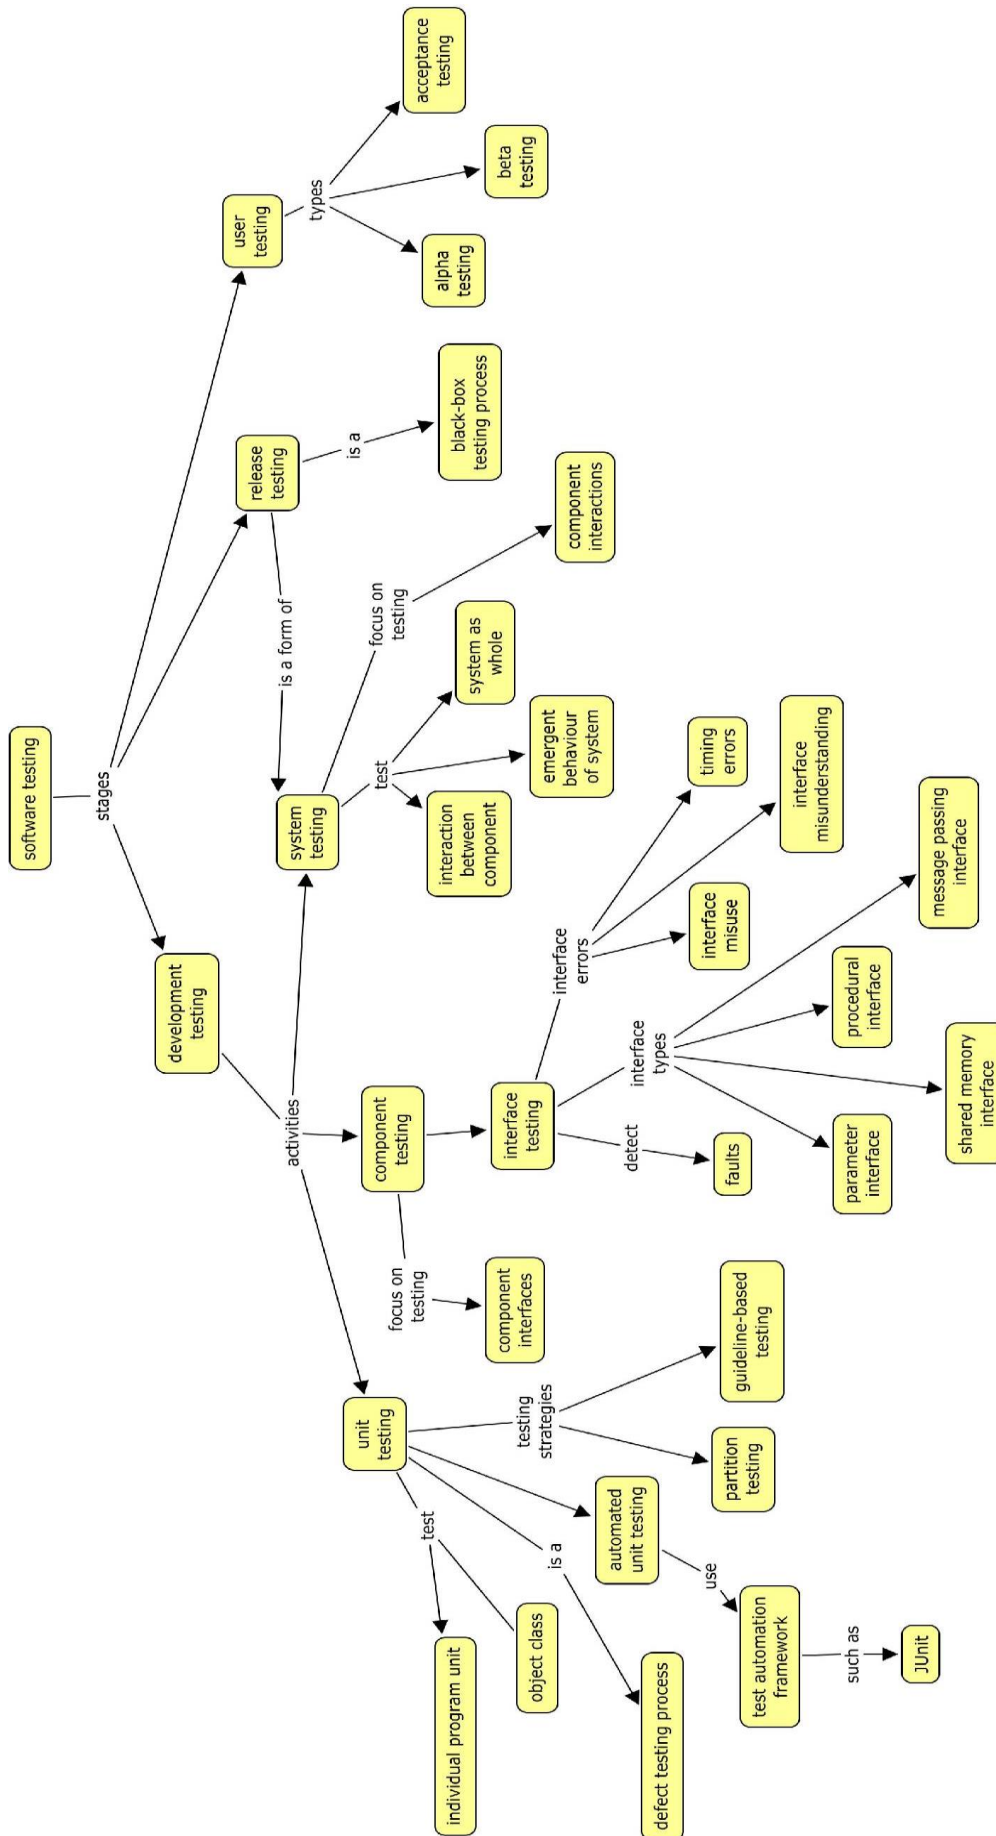 software testing
stages
development
testing
release
testing
user
testing
types
alpha
testing
beta
testing
acceptance
testing
is a
black-box
testing process
is a form of
activities
system
testing
focus on
testing
component
interactions
test
interaction
between
component
emergent
behaviour
of system
system as
whole
component
testing
focus on
testing
component
interfaces
interface
testing
interface
errors
interface
misuse
interface
misunderstanding
timing
errors
interface
types
parameter
interface
shared memory
interface
procedural
interface
message passing
interface
detect
faults
unit
testing
test
individual program unit
object class
is a
defect testing process
automated
unit testing
use
test automation
framework
such as
JUnit
testing
strategies
partition
testing
guideline-based
testing